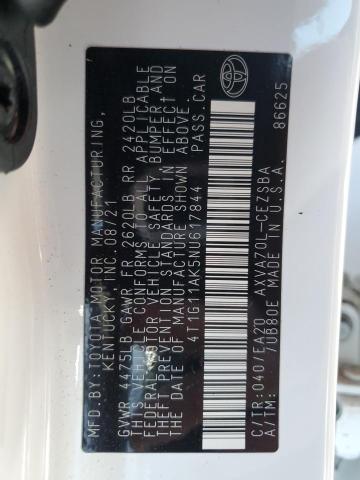 MFD.BY:TOYOTA MOTOR MANUFACTURING,
KENTUCKY, INC. 08/21
GVWR 4475LB GAWR FR 2620LB RR 2420LB
THIS VEHICLE CONFORMS TO ALL APPLICABLE
FEDERAL MOTOR VEHICLE SAFETY, BUMPER, AND
THEFT PREVENTION STANDARDS IN EFFECT ON
THE DATE OF MANUFACTURE SHOWN ABOVE.
4T1G11AK5NU617844 PASS.CAR
C/TR:040/EA20 AXVA70L-CEZSBA
A/TM: /UB80E MADE IN U.S.A. 86625